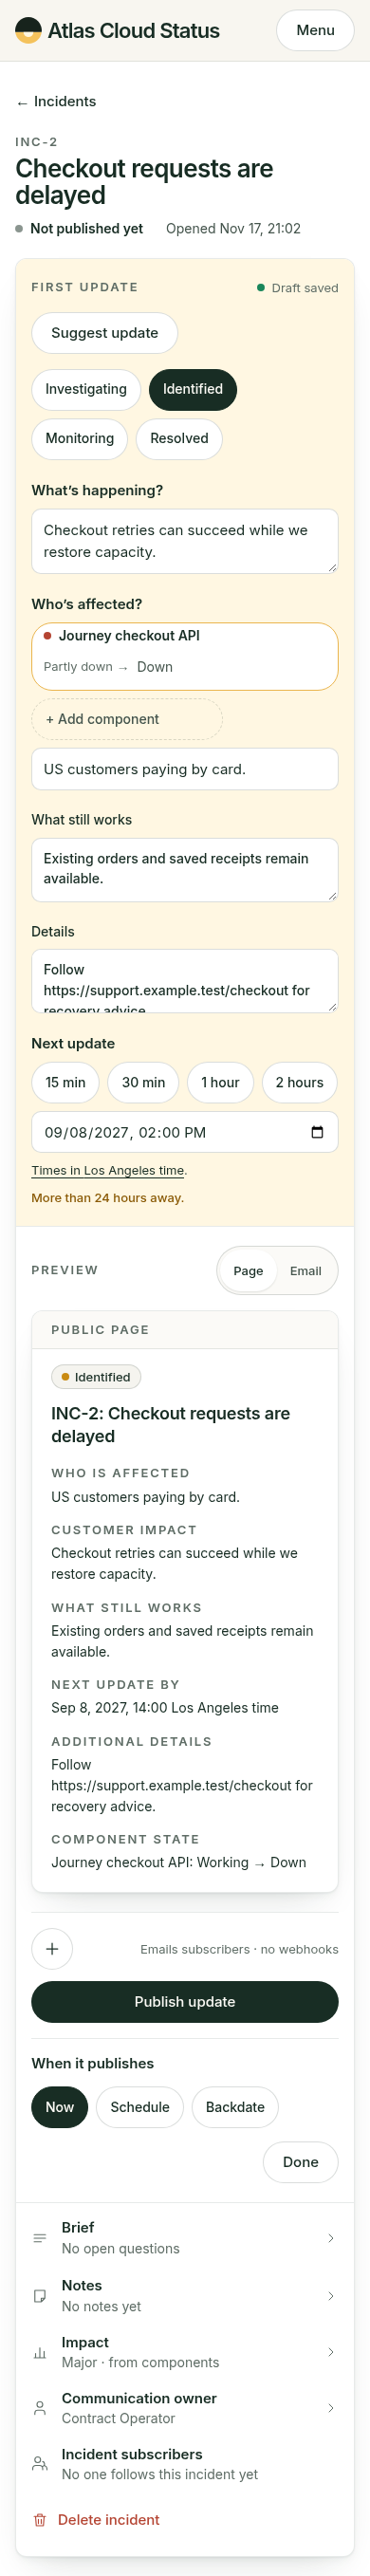 Atlas Cloud Status
Menu
← Incidents
INC-2
Checkout requests are
delayed
Not published yet
Opened Nov 17, 21:02
FIRST UPDATE
Draft saved
Suggest update
Investigating
Identified
Monitoring
Resolved
What's happening?
Checkout retries can succeed while we
restore capacity.
Who's affected?
Journey checkout API
Partly down → Down
+ Add component
US customers paying by card.
What still works
Existing orders and saved receipts remain
available.
Details
Follow
https://support.example.test/checkout for
recovery advice.
Next update
15 min
30 min
1 hour
2 hours
09/08/2027, 02:00 PM
Times in Los Angeles time.
More than 24 hours away.
PREVIEW
Page
Email
PUBLIC PAGE
Identified
INC-2: Checkout requests are
delayed
WHO IS AFFECTED
US customers paying by card.
CUSTOMER IMPACT
Checkout retries can succeed while we
restore capacity.
WHAT STILL WORKS
Existing orders and saved receipts remain
available.
NEXT UPDATE BY
Sep 8, 2027, 14:00 Los Angeles time
ADDITIONAL DETAILS
Follow
https://support.example.test/checkout for
recovery advice.
COMPONENT STATE
Journey checkout API: Working → Down
Emails subscribers · no webhooks
Publish update
When it publishes
Now
Schedule
Backdate
Done
Brief
No open questions
Notes
No notes yet
Impact
Major · from components
Communication owner
Contract Operator
Incident subscribers
No one follows this incident yet
Delete incident